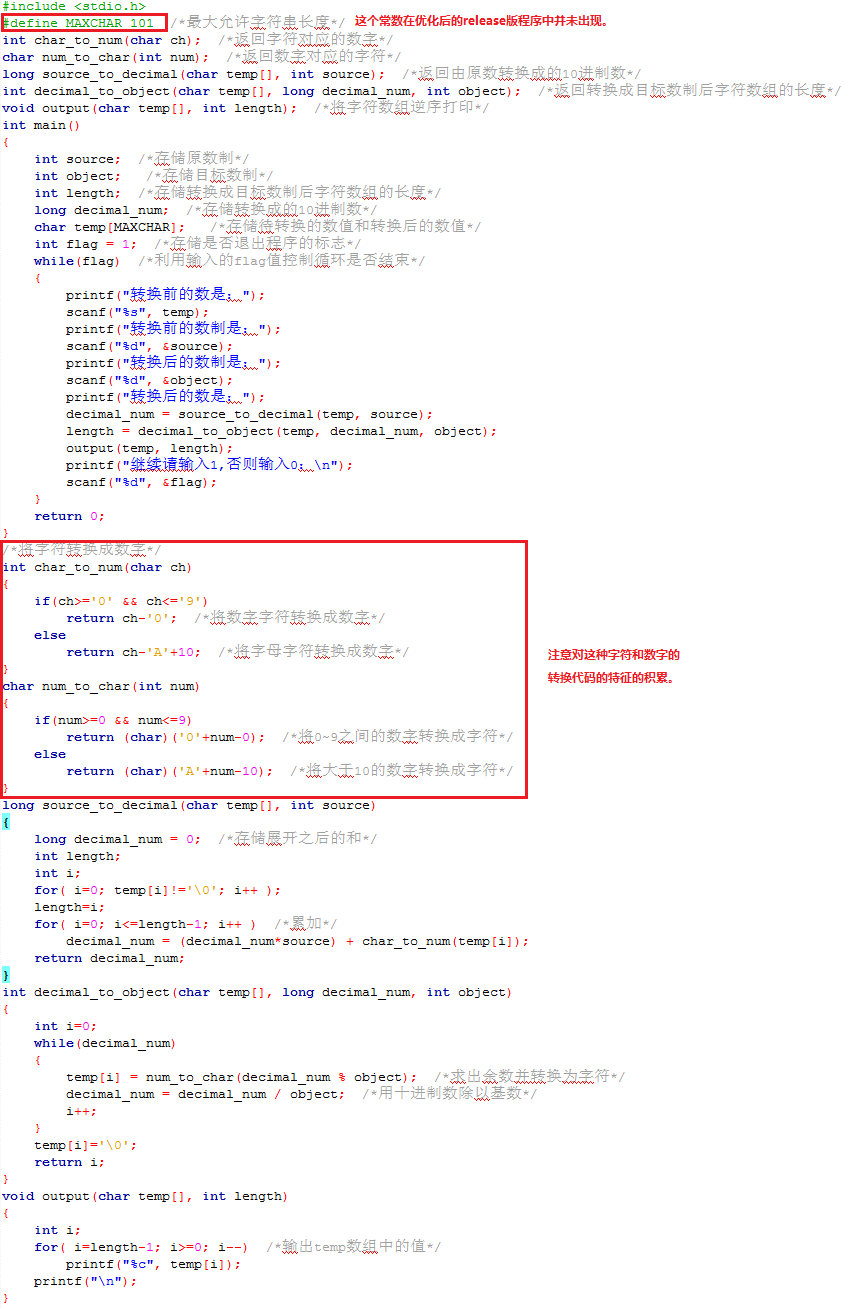 #include <stdio.h>
#define MAXCHAR 101 /*最大允许字符串长度*/ 这个常数在优化后的release版程序中并未出现。
int char_to_num(char ch);  /*返回字符对应的数字*/
char num_to_char(int num);  /*返回数字对应的字符*/
long source_to_decimal(char temp[], int source);  /*返回由原数转换成的10进制数*/
int decimal_to_object(char temp[], long decimal_num, int object);  /*返回转换成目标数制后字符数组的长度*/
void output(char temp[], int length);  /*将字符数组逆序打印*/
int main()
{
    int source;  /*存储原数制*/
    int object;   /*存储目标数制*/
    int length;  /*存储转换成目标数制后字符数组的长度*/
    long decimal_num;  /*存储转换成的10进制数*/
    char temp[MAXCHAR];   /*存储待转换的数值和转换后的数值*/
    int flag = 1;  /*存储是否退出程序的标志*/
    while(flag)  /*利用输入的flag值控制循环是否结束*/
    {
        printf("转换前的数是：");
        scanf("%s", temp);
        printf("转换前的数制是：");
        scanf("%d", &source);
        printf("转换后的数制是：");
        scanf("%d", &object);
        printf("转换后的数是：");
        decimal_num = source_to_decimal(temp, source);
        length = decimal_to_object(temp, decimal_num, object);
        output(temp, length);
        printf("继续请输入1,否则输入0：\n");
        scanf("%d", &flag);
    }
    return 0;
}
/*将字符转换成数字*/
int char_to_num(char ch)
{
    if(ch>='0' && ch<='9')
        return ch-'0';  /*将数字字符转换成数字*/
    else
        return ch-'A'+10;  /*将字母字符转换成数字*/
}
注意对这种字符和数字的
转换代码的特征的积累。
char num_to_char(int num)
{
    if(num>=0 && num<=9)
        return (char)('0'+num-0);  /*将0~9之间的数字转换成字符*/
    else
        return (char)('A'+num-10);  /*将大于10的数字转换成字符*/
}
long source_to_decimal(char temp[], int source)
{
    long decimal_num = 0;  /*存储展开之后的和*/
    int length;
    int i;
    for( i=0; temp[i]!='\0'; i++ );
    length=i;
    for( i=0; i<=length-1; i++ )  /*累加*/
        decimal_num = (decimal_num*source) + char_to_num(temp[i]);
    return decimal_num;
}
int decimal_to_object(char temp[], long decimal_num, int object)
{
    int i=0;
    while(decimal_num)
    {
        temp[i] = num_to_char(decimal_num % object);  /*求出余数并转换为字符*/
        decimal_num = decimal_num / object;  /*用十进制数除以基数*/
        i++;
    }
    temp[i]='\0';
    return i;
}
void output(char temp[], int length)
{
    int i;
    for( i=length-1; i>=0; i--)  /*输出temp数组中的值*/
        printf("%c", temp[i]);
    printf("\n");
}